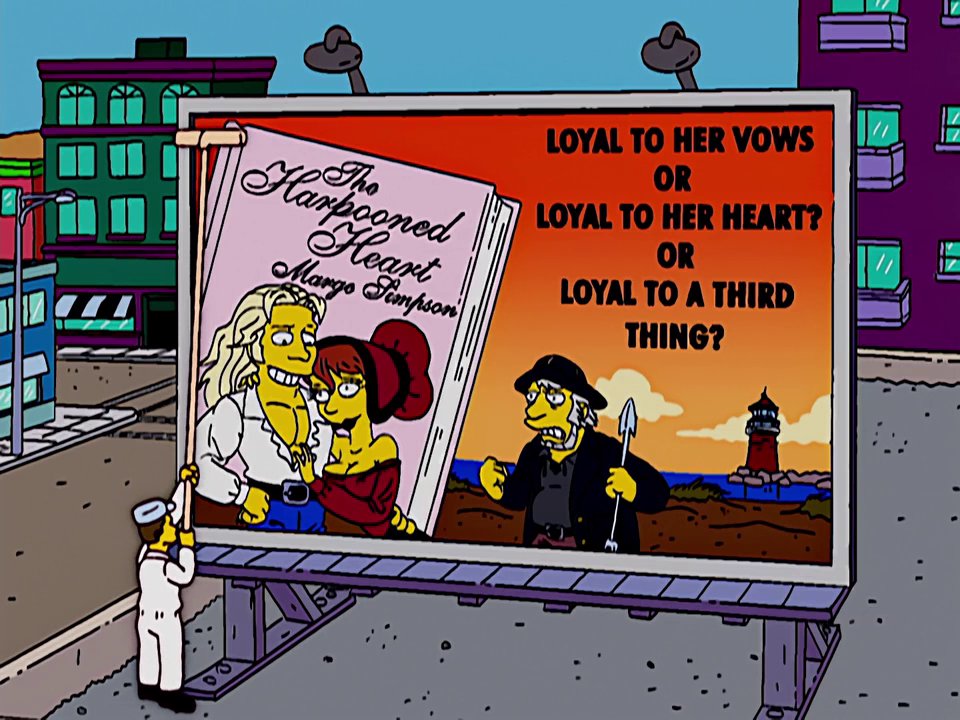 The
Harpooned
Heart
Margo Simpson
LOYAL TO HER VOWS
OR
LOYAL TO HER HEART?
OR
LOYAL TO A THIRD
THING?